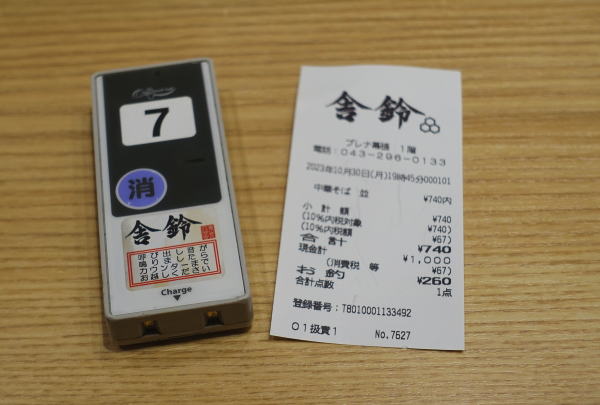 7
消
舎鈴
Charge
舎鈴
プレナ幕張 1階
電話:043-296-0133
2023年10月30日(月)19時45分000101
中華そば 並 ¥740内
小計額 ¥740
(10%内税対象 ¥740)
(10%内税額 ¥67)
合計 ¥740
現金計 ¥1,000
(消費税 等 ¥67)
お釣 ¥260
合計点数 1点
登録番号:T8010001133492
01扱責1 No.7627